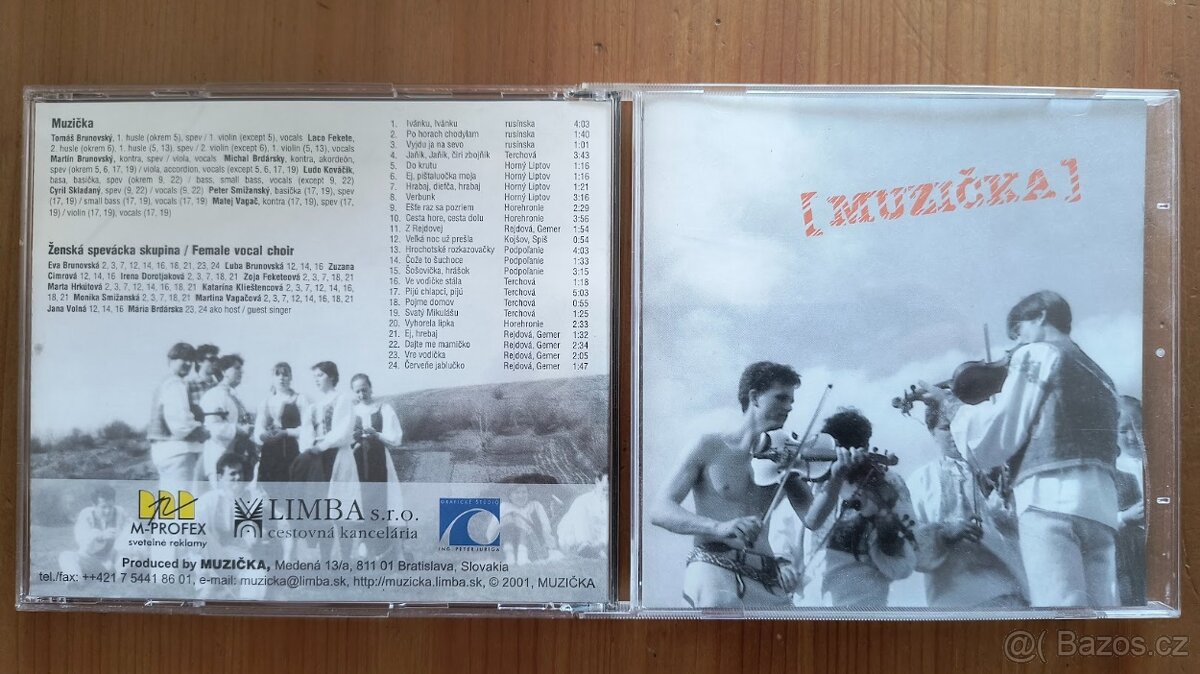 Muzička
Tomáš Brunovský, 1. husle (okrem 5), spev / 1. violin (except 5), vocals Laco Fekete,
2. husle (okrem 6), 1. husle (5, 13), spev / 2. violin (except 6), 1. violin (5, 13), vocals
Martin Brunovský, kontra, spev / viola, vocals Michal Brdársky, kontra, akordeón,
spev (okrem 5, 6, 17, 19) / viola, accordion, vocals (except 5, 6, 17, 19) Ludo Kováčik,
basa, basička, spev (okrem 9, 22) / bass, small bass, vocals (except 9, 22)
Cyril Skladaný, spev (9, 22) / vocals (9, 22) Peter Smižanský, basička (17, 19), spev
(17, 19) / small bass (17, 19), vocals (17, 19) Matej Vagač, kontra (17, 19), spev (17,
19) / violin (17, 19), vocals (17, 19)
Ženská spevácka skupina / Female vocal choir
Eva Brunovská 2, 3, 7, 12, 14, 16, 18, 21, 23, 24 Ľuba Brunovská 12, 14, 16 Zuzana
Cimrová 12, 14, 16 Irena Dorotjaková 2, 3, 7, 18, 21 Zoja Feketeová 2, 3, 7, 18, 21
Marta Hrkútová 2, 3, 7, 12, 14, 16, 18, 21 Katarína Klieštencová 2, 3, 7, 12, 14, 16,
18, 21 Monika Smižanská 2, 3, 7, 18, 21 Martina Vagačová 2, 3, 7, 12, 14, 16, 18, 21
Jana Volná 12, 14, 16 Mária Brdárska 23, 24 ako host / guest singer
1. Ivánku, Ivánku rusínska 4:03
2. Po horach chodyłam rusínska 1:40
3. Vyjdu ja na sevo rusínska 1:01
4. Janík, Janík, čiri zbojník Terchová 3:43
5. Do krutu Horný Liptov 1:16
6. Ej, píštaluočka moja Horný Liptov 1:16
7. Hrabaj, dievča, hrabaj Horný Liptov 1:21
8. Verbunk Horný Liptov 3:16
9. Ešťe raz sa pozriem Horehronie 2:29
10. Cesta hore, cesta dolu Horehronie 3:56
11. Z Rejdovej Rejdová, Gemer 1:54
12. Veľká noc už prešla Kojšov, Spiš 0:54
13. Hrochotské rozkazovačky Podpoľanie 4:03
14. Čože to šuchoce Podpoľanie 1:33
15. Šošovička, hrášok Podpoľanie 3:15
16. Ve vodičke stála Terchová 1:18
17. Pijú chlapci, pijú Terchová 5:03
18. Pojme domov Terchová 0:55
19. Svatý Mikulášu Terchová 1:25
20. Vyhorela lipka Horehronie 2:33
21. Ej, hrebaj Rejdová, Gemer 1:32
22. Dajte me mamičko Rejdová, Gemer 2:34
23. Vre vodička Rejdová, Gemer 2:05
24. Červeňe jablučko Rejdová, Gemer 1:47
M-PROFEX
svetelné reklamy
LIMBA s.r.o.
cestovná kancelária
GRAFICKÉ ŠTÚDIO
ING. PETER JURIGA
Produced by MUZIČKA, Medená 13/a, 811 01 Bratislava, Slovakia
tel./fax: ++421 7 5441 86 01, e-mail: muzicka@limba.sk, http://muzicka.limba.sk, © 2001, MUZIČKA
[MUZIČKA]
@( Bazos.cz